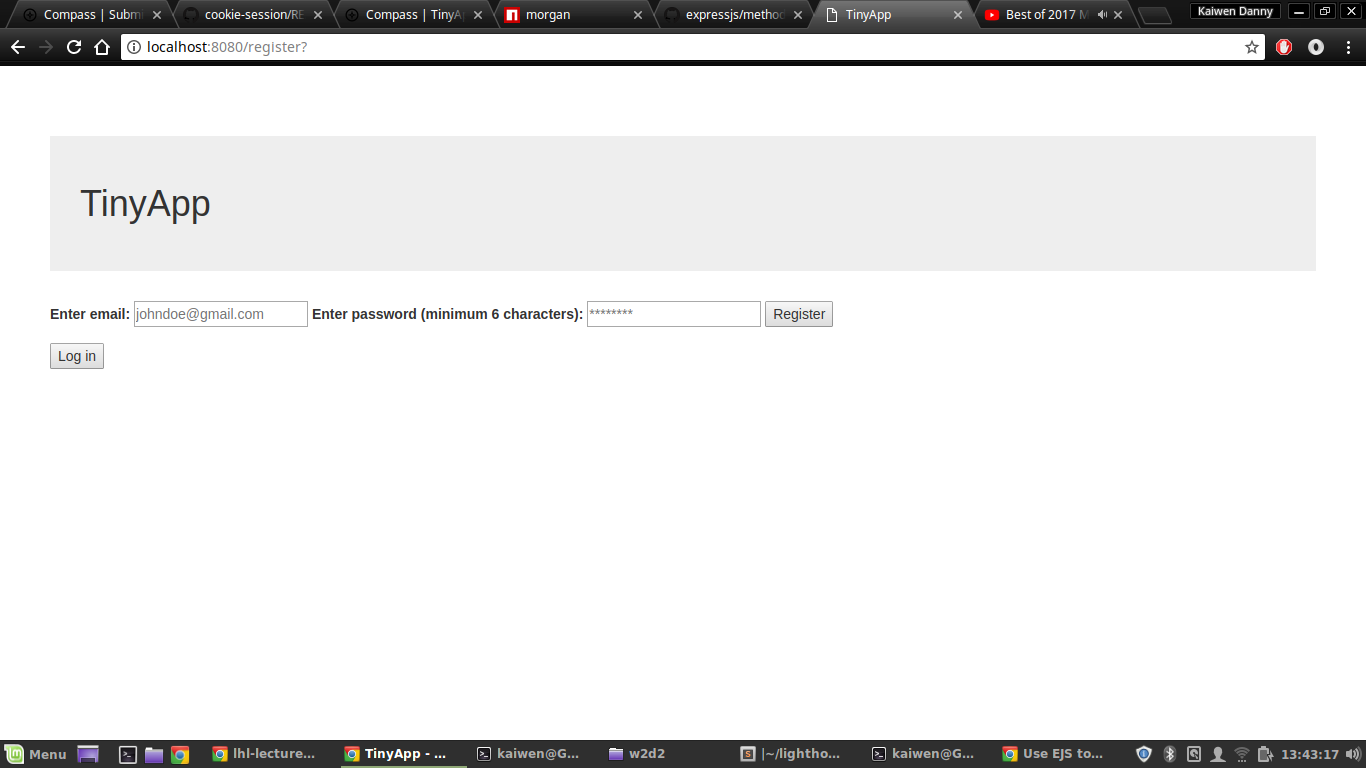 Compass | Submi
cookie-session/RE
Compass | TinyAp
morgan
expressjs/method
TinyApp
Best of 2017 M
Kaiwen Danny
localhost:8080/register?
TinyApp
Enter email: johndoe@gmail.com Enter password (minimum 6 characters): ******** Register
Log in
Menu
lhl-lecture...
TinyApp - ...
kaiwen@G...
w2d2
|~/lightho...
kaiwen@G...
Use EJS to...
13:43:17